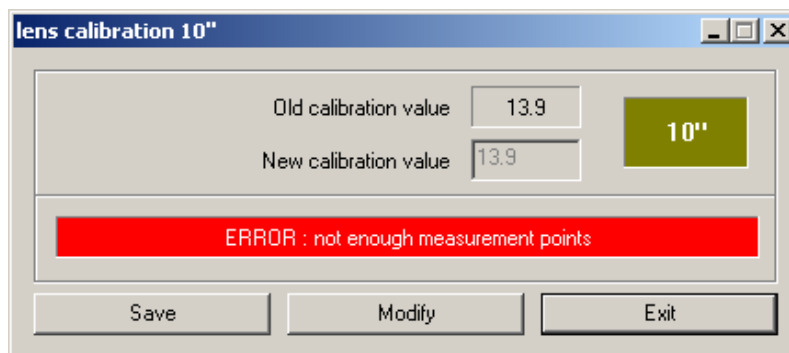 lens calibration 10"
Old calibration value 13.9
10"
New calibration value 13.9
ERROR : not enough measurement points
Save Modify Exit